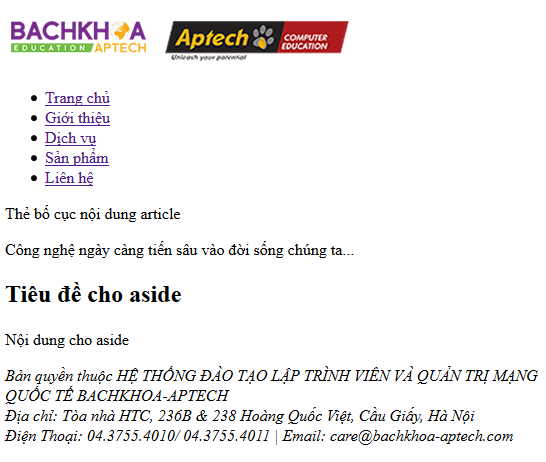 BACHKHOA
EDUCATION APTECH
Aptech COMPUTER EDUCATION
Unleash your potential
Trang chủ
Giới thiệu
Dịch vụ
Sản phẩm
Liên hệ
Thẻ bố cục nội dung article
Công nghệ ngày càng tiến sâu vào đời sống chúng ta...
Tiêu đề cho aside
Nội dung cho aside
Bản quyền thuộc HỆ THỐNG ĐÀO TẠO LẬP TRÌNH VIÊN VÀ QUẢN TRỊ MẠNG
QUỐC TẾ BACHKHOA-APTECH
Địa chỉ: Tòa nhà HTC, 236B & 238 Hoàng Quốc Việt, Cầu Giấy, Hà Nội
Điện Thoại: 04.3755.4010/ 04.3755.4011 | Email: care@bachkhoa-aptech.com